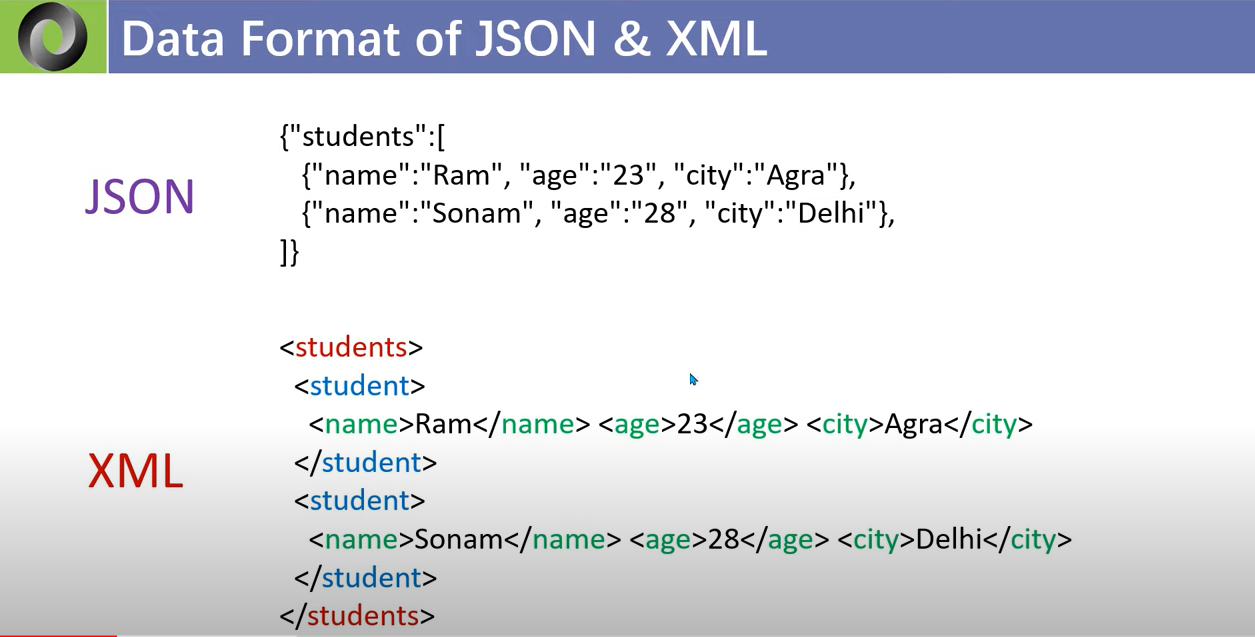 Data Format of JSON & XML
JSON
{"students":[
{"name":"Ram", "age":"23", "city":"Agra"},
{"name":"Sonam", "age":"28", "city":"Delhi"},
]}
XML
<students>
<student>
<name>Ram</name> <age>23</age> <city>Agra</city>
</student>
<student>
<name>Sonam</name> <age>28</age> <city>Delhi</city>
</student>
</students>